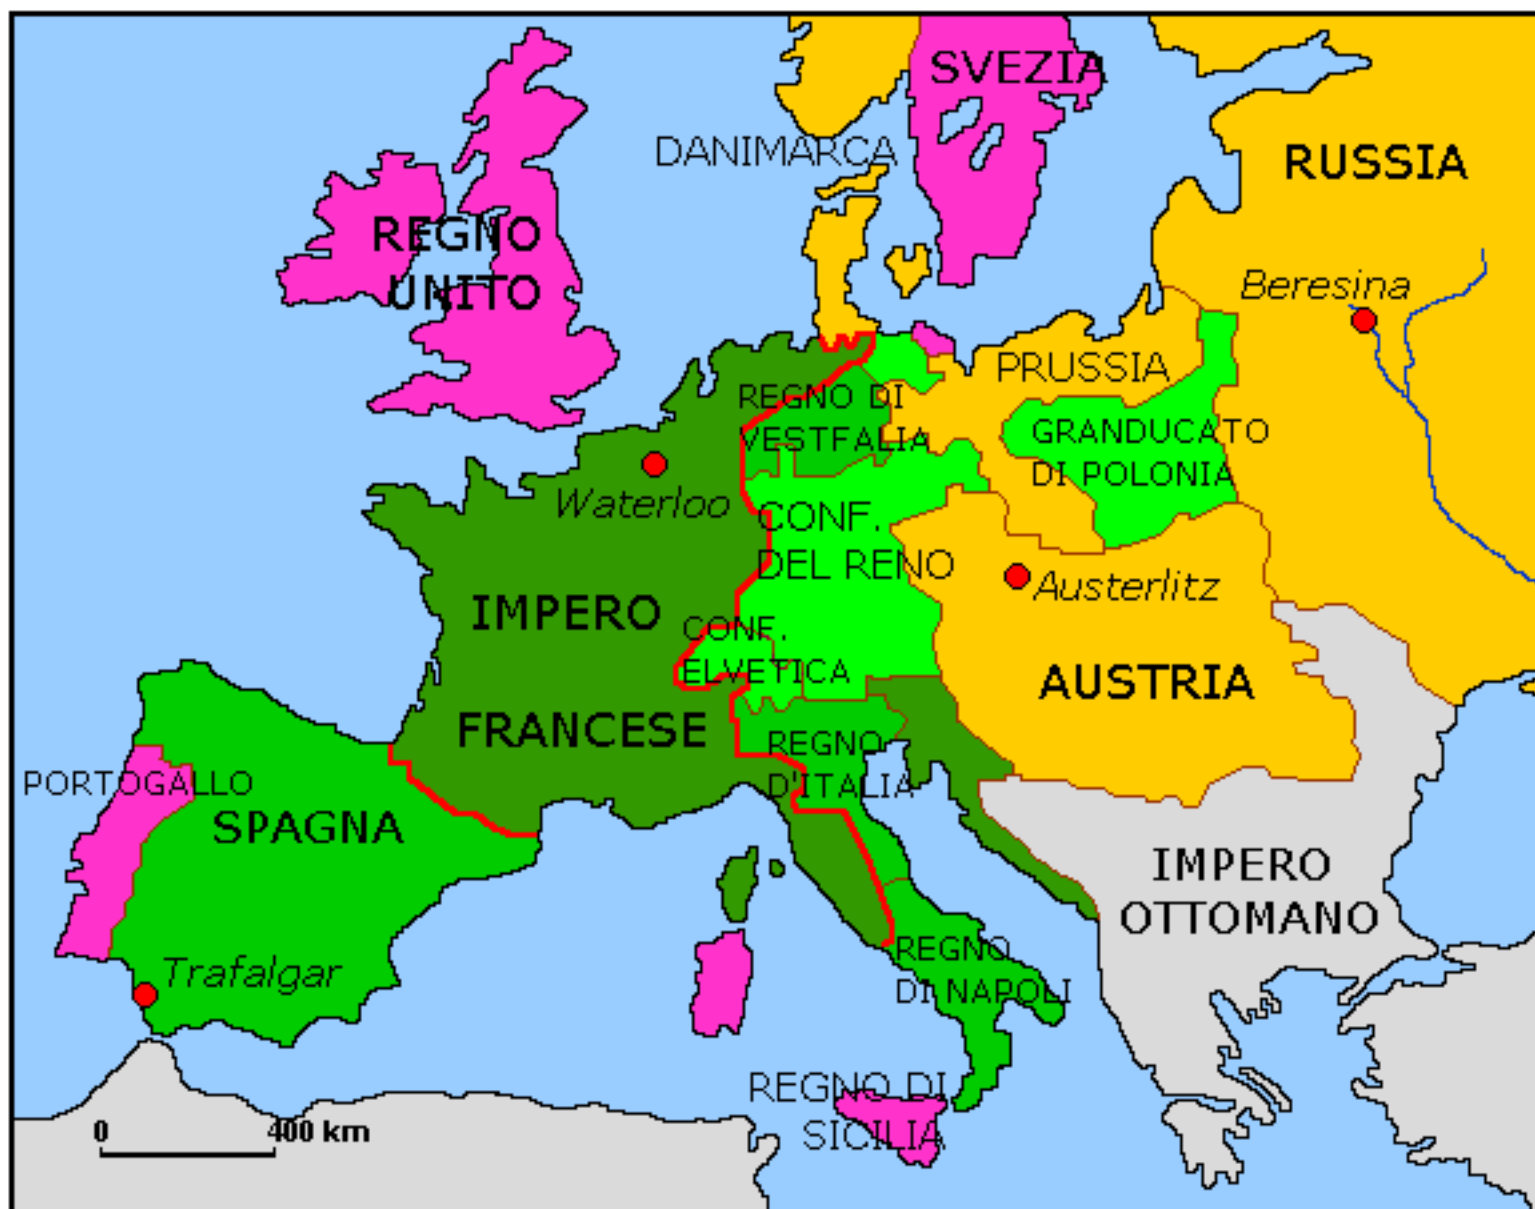 SVEZIA
DANIMARCA
RUSSIA
REGNO
UNITO
Beresina
PRUSSIA
REGNO DI
VESTFALIA
GRANDUCATO
DI POLONIA
Waterloo
CONF.
DEL RENO
Austerlitz
IMPERO
FRANCESE
CONF.
ELVETICA
AUSTRIA
REGNO
D'ITALIA
PORTOGALLO
SPAGNA
IMPERO
OTTOMANO
Trafalgar
REGNO
DI NAPOLI
REGNO DI
SICILIA
0 400 km